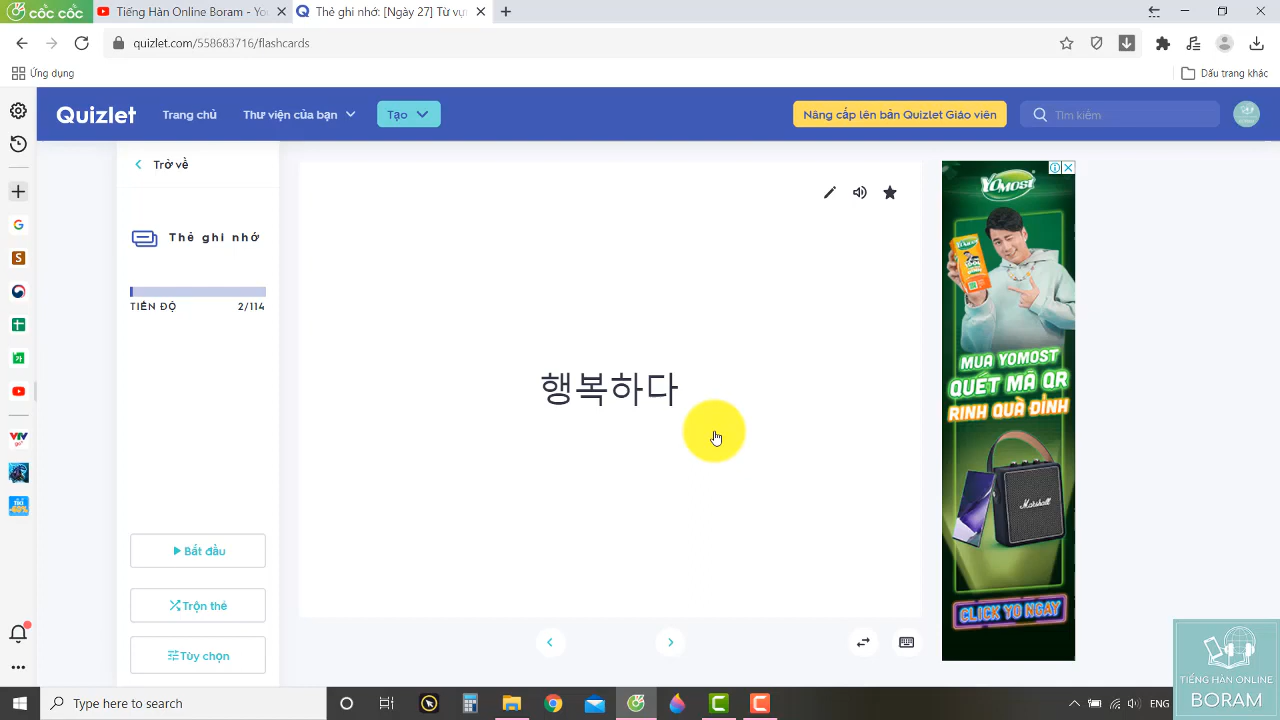 cốc cốc
Tiếng Hàn Online Boram - Yo
Thẻ ghi nhớ: [Ngày 27] Từ vự
quizlet.com/558683716/flashcards
Ứng dụng
Dấu trang khác
Quizlet
Trang chủ
Thư viện của bạn
Tạo
Nâng cấp lên bản Quizlet Giáo viên
Tìm kiếm
Trở về
Thẻ ghi nhớ
TIẾN ĐỘ 2/114
행복하다
Bắt đầu
Trộn thẻ
Tùy chọn
YOMOST
MUA YOMOST
QUÉT MÃ QR
RINH QUÀ ĐỈNH
Marshall
CLICK YO NGAY
TIẾNG HÀN ONLINE
BORAM
Type here to search
ENG